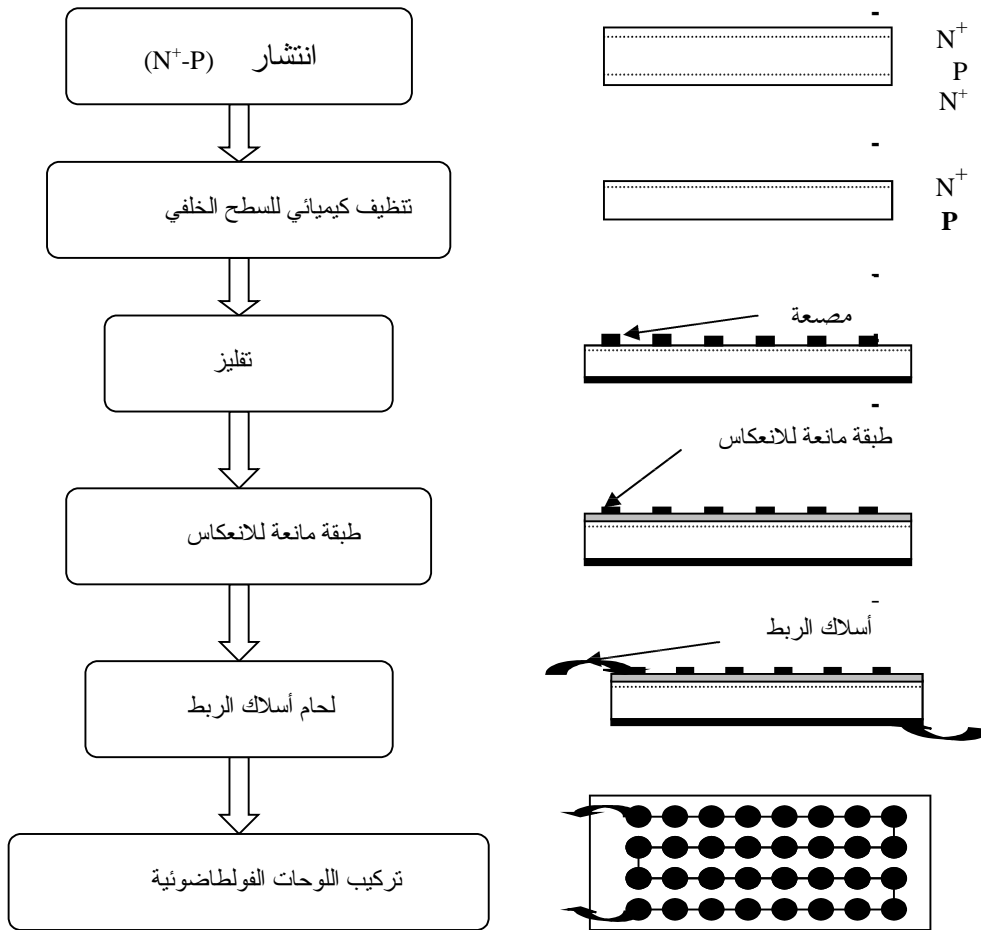 انتشار (N⁺-P)
N⁺
P
N⁺
تنظيف كيميائي للسطح الخلفي
N⁺
P
تفليز
مصبعة
طبقة مانعة للانعكاس
طبقة مانعة للانعكاس
لحام أسلاك الربط
أسلاك الربط
تركيب اللوحات الفولطاضوئية